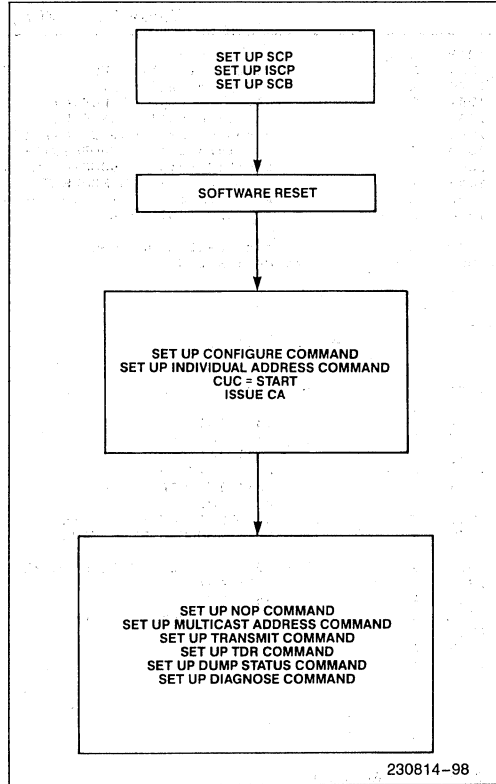 SET UP SCP
SET UP ISCP
SET UP SCB
SOFTWARE RESET
SET UP CONFIGURE COMMAND
SET UP INDIVIDUAL ADDRESS COMMAND
CUC = START
ISSUE CA
SET UP NOP COMMAND
SET UP MULTICAST ADDRESS COMMAND
SET UP TRANSMIT COMMAND
SET UP TDR COMMAND
SET UP DUMP STATUS COMMAND
SET UP DIAGNOSE COMMAND
230814-98